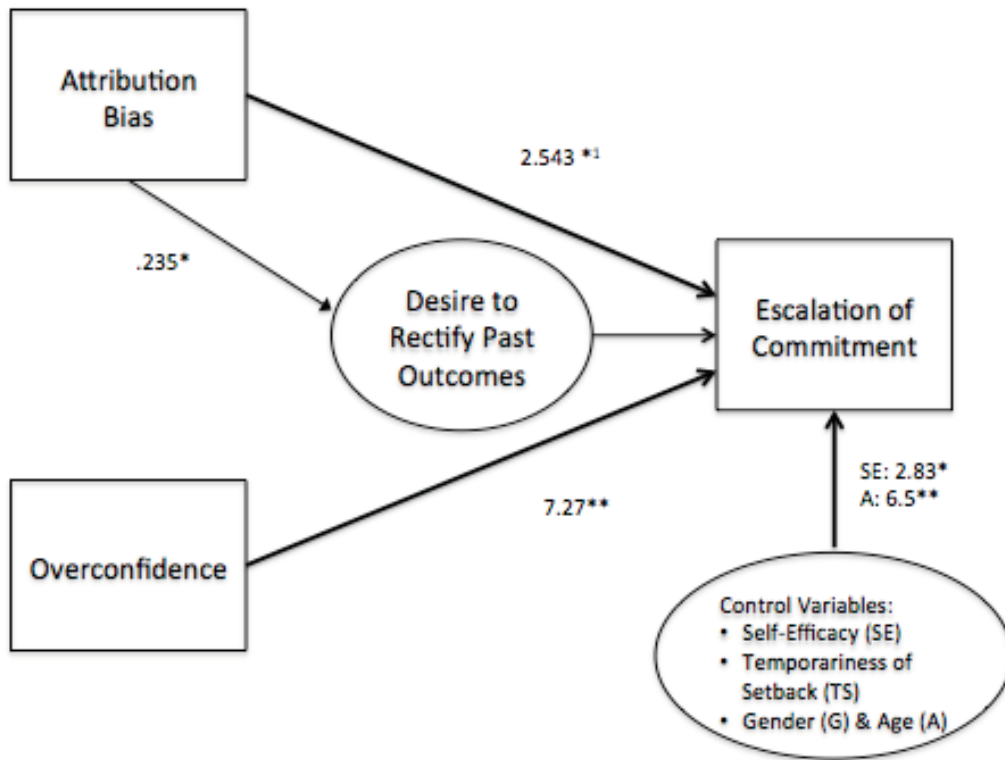 Attribution
Bias
2.543 *¹
.235*
Desire to
Rectify Past
Outcomes
Escalation of
Commitment
SE: 2.83*
A: 6.5**
7.27**
Overconfidence
Control Variables:
• Self-Efficacy (SE)
• Temporariness of
Setback (TS)
• Gender (G) & Age (A)